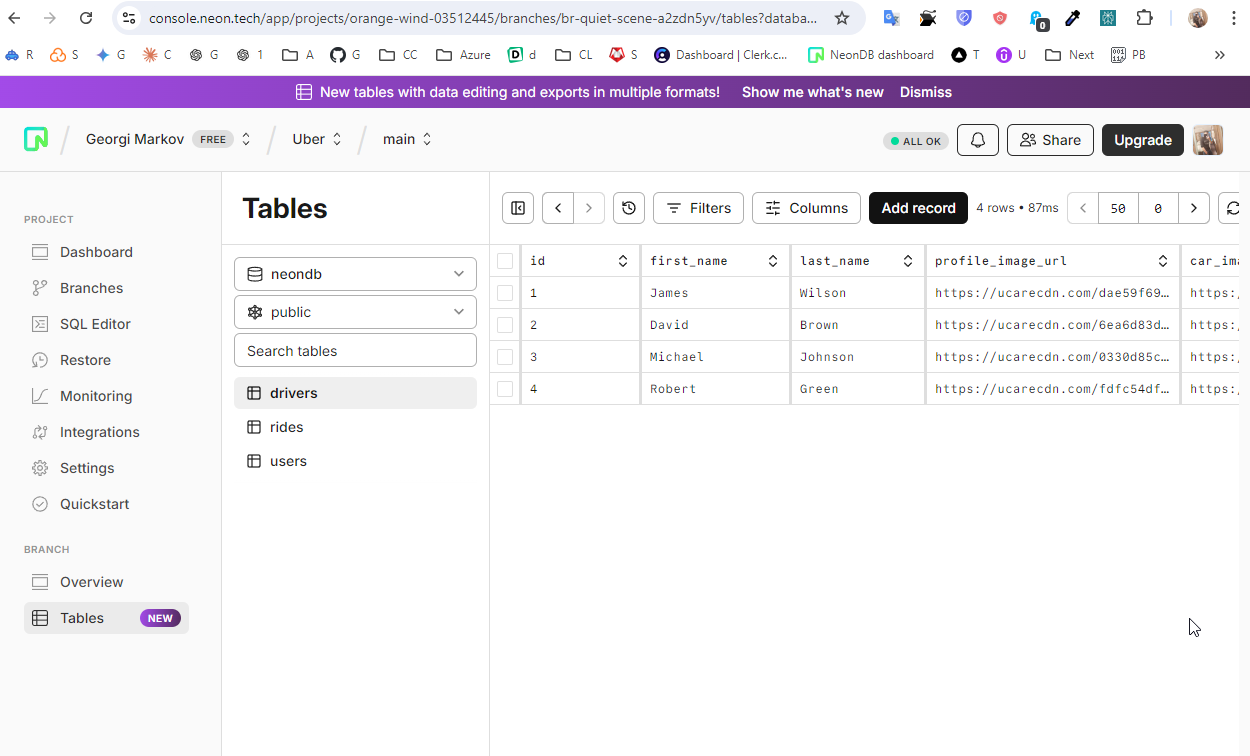 console.neon.tech/app/projects/orange-wind-03512445/branches/br-quiet-scene-a2zdn5yv/tables?databa...
0
R S G C G 1 A G CC Azure d CL S Dashboard | Clerk.c... NeonDB dashboard T U Next PB
New tables with data editing and exports in multiple formats! Show me what's new Dismiss
Georgi Markov FREE Uber main ALL OK Share Upgrade
PROJECT
Dashboard
Branches
SQL Editor
Restore
Monitoring
Integrations
Settings
Quickstart
BRANCH
Overview
Tables NEW
Tables
neondb
public
Search tables
drivers
rides
users
Filters Columns Add record 4 rows • 87ms 50 0
id first_name last_name profile_image_url car_ima
1 James Wilson https://ucarecdn.com/dae59f69… https:/
2 David Brown https://ucarecdn.com/6ea6d83d… https:/
3 Michael Johnson https://ucarecdn.com/0330d85c… https:/
4 Robert Green https://ucarecdn.com/fdfc54df… https:/